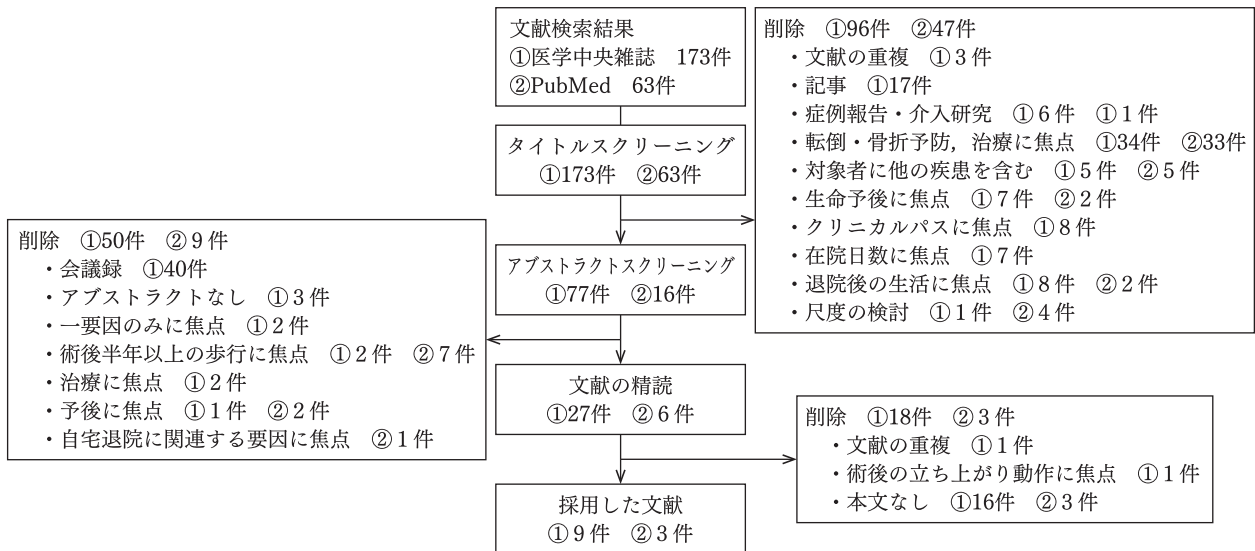 文献検索結果
①医学中央雑誌　173件
②PubMed　63件
タイトルスクリーニング
①173件　②63件
削除　①96件　②47件
・文献の重複　①３件
・記事　①17件
・症例報告・介入研究　①６件　①１件
・転倒・骨折予防，治療に焦点　①34件　②33件
・対象者に他の疾患を含む　①５件　②５件
・生命予後に焦点　①７件　②２件
・クリニカルパスに焦点　①８件
・在院日数に焦点　①７件
・退院後の生活に焦点　①８件　②２件
・尺度の検討　①１件　②４件
アブストラクトスクリーニング
①77件　②16件
削除　①50件　②９件
・会議録　①40件
・アブストラクトなし　①３件
・一要因のみに焦点　①２件
・術後半年以上の歩行に焦点　①２件　②７件
・治療に焦点　①２件
・予後に焦点　①１件　②２件
・自宅退院に関連する要因に焦点　②１件
文献の精読
①27件　②６件
削除　①18件　②３件
・文献の重複　①１件
・術後の立ち上がり動作に焦点　①１件
・本文なし　①16件　②３件
採用した文献
①９件　②３件